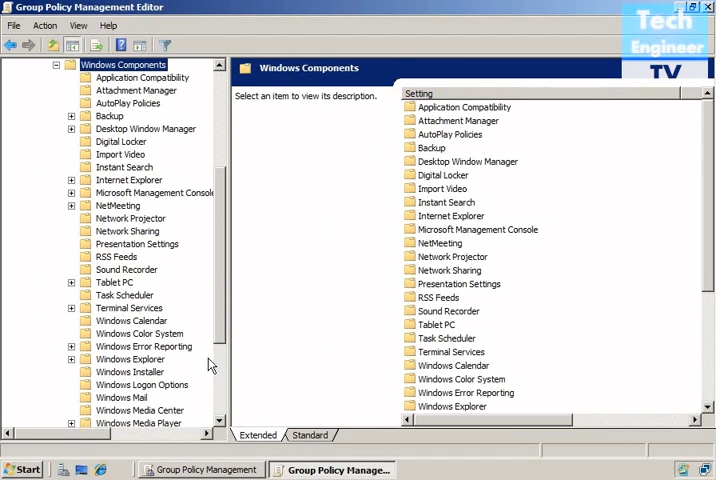 Group Policy Management Editor
File Action View Help
Tech
Engineer
TV
Windows Components
Application Compatibility
Attachment Manager
AutoPlay Policies
Backup
Desktop Window Manager
Digital Locker
Import Video
Instant Search
Internet Explorer
Microsoft Management Console
NetMeeting
Network Projector
Network Sharing
Presentation Settings
RSS Feeds
Sound Recorder
Tablet PC
Task Scheduler
Terminal Services
Windows Calendar
Windows Color System
Windows Error Reporting
Windows Explorer
Windows Installer
Windows Logon Options
Windows Mail
Windows Media Center
Windows Media Player
Windows Components
Select an item to view its description.
Setting
Application Compatibility
Attachment Manager
AutoPlay Policies
Backup
Desktop Window Manager
Digital Locker
Import Video
Instant Search
Internet Explorer
Microsoft Management Console
NetMeeting
Network Projector
Network Sharing
Presentation Settings
RSS Feeds
Sound Recorder
Tablet PC
Task Scheduler
Terminal Services
Windows Calendar
Windows Color System
Windows Error Reporting
Windows Explorer
Extended Standard
Start Group Policy Management Group Policy Manage...